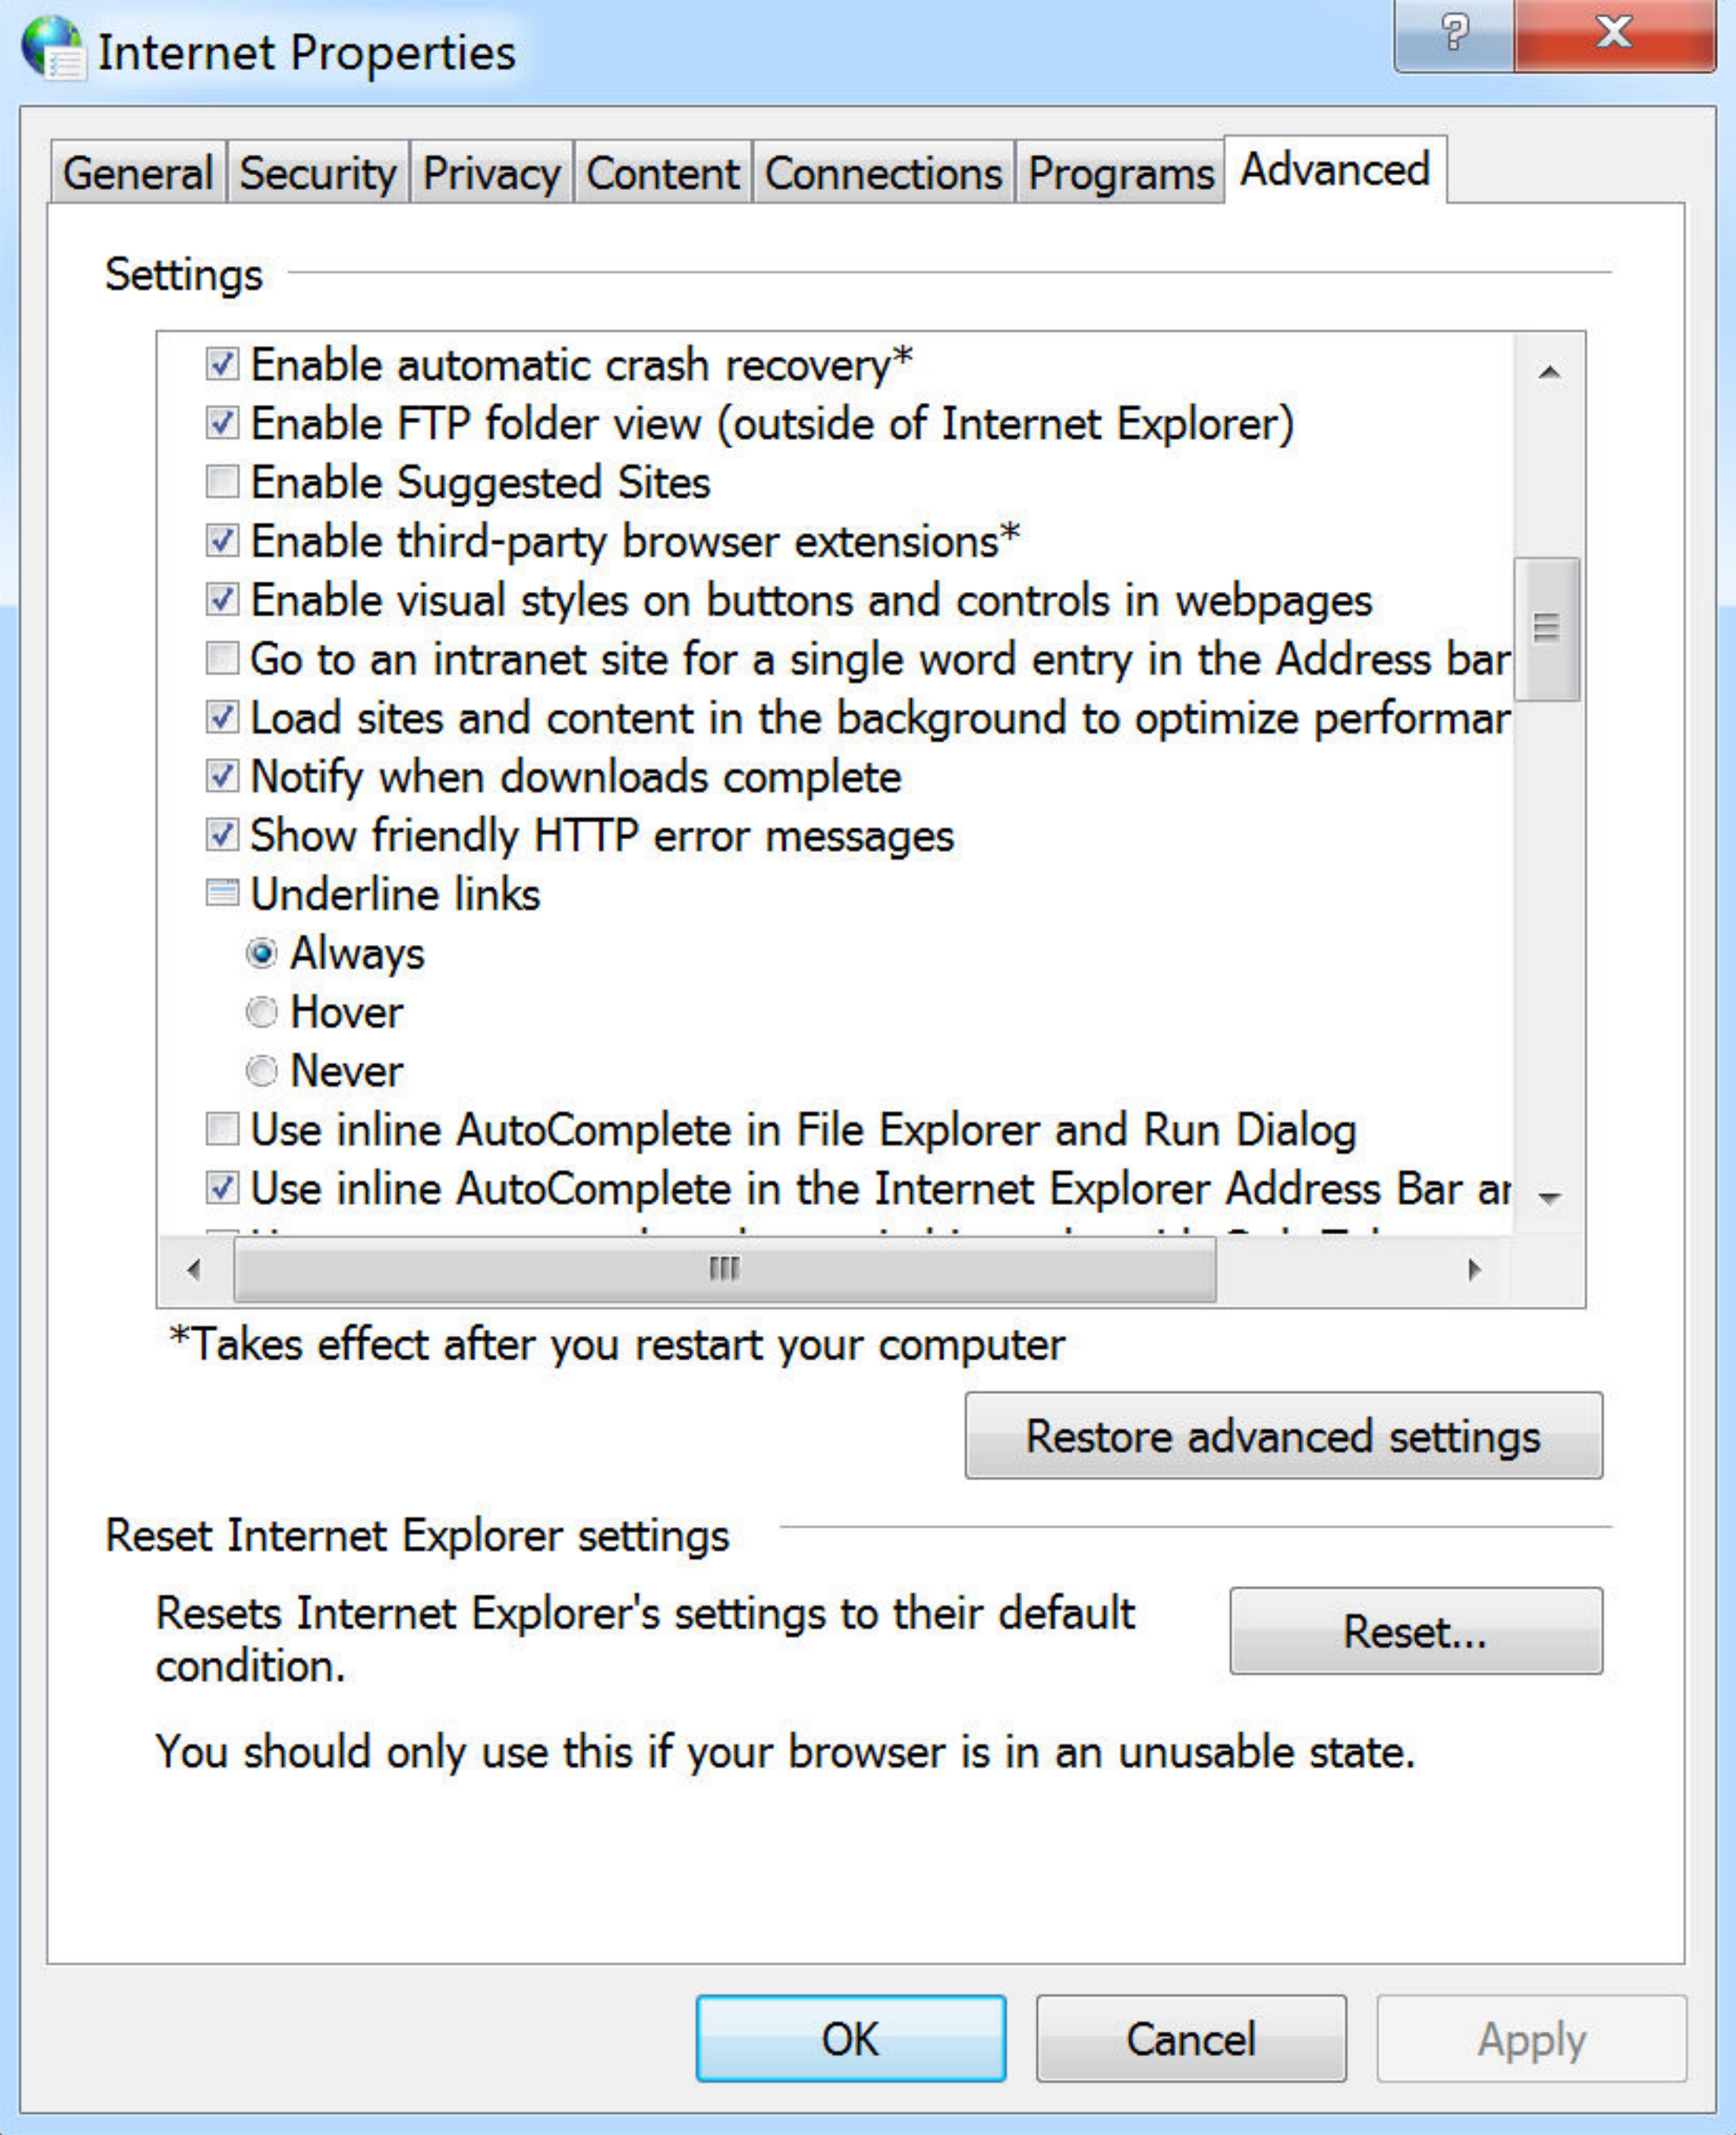 Internet Properties
General Security Privacy Content Connections Programs Advanced
Settings
Enable automatic crash recovery*
Enable FTP folder view (outside of Internet Explorer)
Enable Suggested Sites
Enable third-party browser extensions*
Enable visual styles on buttons and controls in webpages
Go to an intranet site for a single word entry in the Address bar
Load sites and content in the background to optimize performar
Notify when downloads complete
Show friendly HTTP error messages
Underline links
Always
Hover
Never
Use inline AutoComplete in File Explorer and Run Dialog
Use inline AutoComplete in the Internet Explorer Address Bar ar
*Takes effect after you restart your computer
Restore advanced settings
Reset Internet Explorer settings
Resets Internet Explorer's settings to their default
condition.
Reset...
You should only use this if your browser is in an unusable state.
OK Cancel Apply